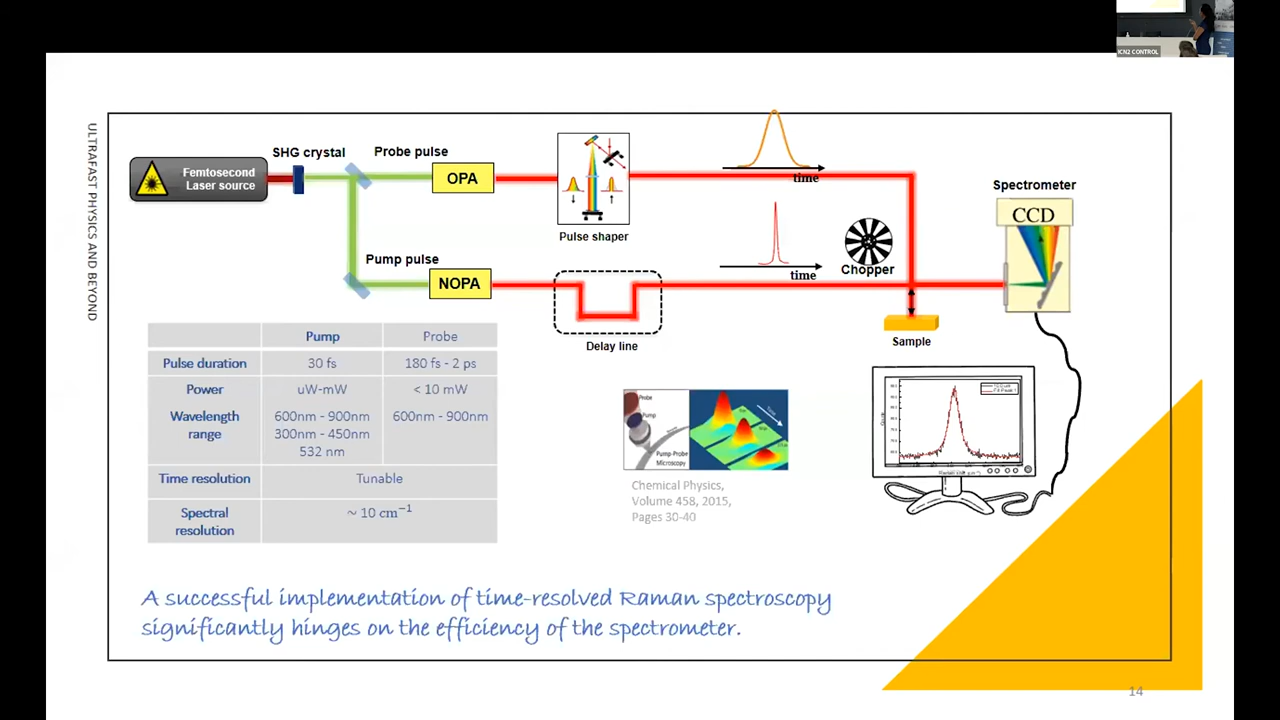 ICN2 CONTROL
ULTRAFAST PHYSICS AND BEYOND
Femtosecond
Laser source
SHG crystal
Probe pulse
OPA
Pulse shaper
time
Pump pulse
NOPA
Delay line
time
Chopper
Sample
Spectrometer
CCD
Pump
Probe
Pulse duration
30 fs
180 fs - 2 ps
Power
uW-mW
< 10 mW
Wavelength
range
600nm - 900nm
300nm - 450nm
532 nm
600nm - 900nm
Time resolution
Tunable
Spectral
resolution
~ 10 cm⁻¹
Probe
Pump
Pump-Probe
Microscopy
Time
Chemical Physics,
Volume 458, 2015,
Pages 30-40
A successful implementation of time-resolved Raman spectroscopy
significantly hinges on the efficiency of the spectrometer.
14